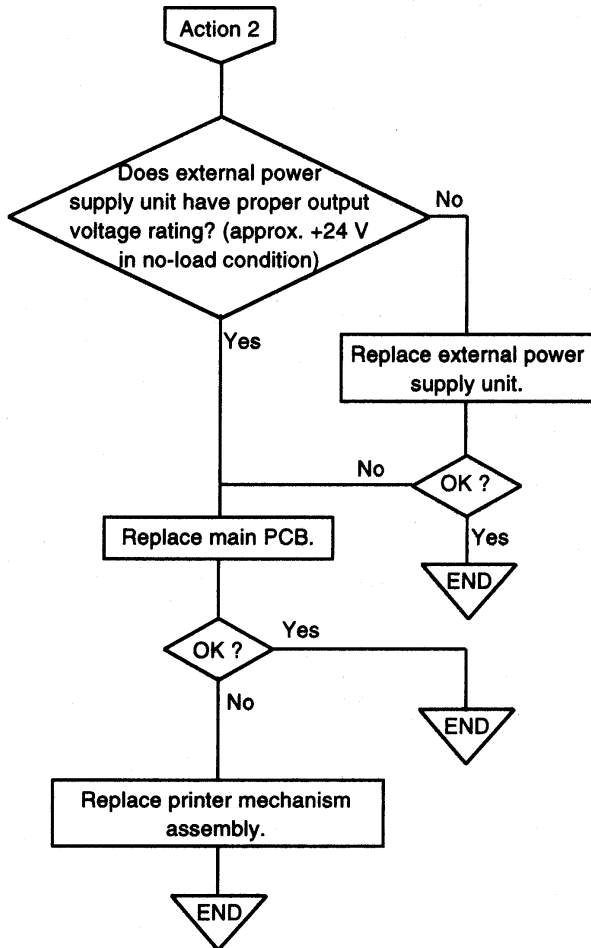 Action 2
Does external power
supply unit have proper output
voltage rating? (approx. +24 V
in no-load condition)
No
Yes
Replace external power
supply unit.
No
OK ?
Yes
END
Replace main PCB.
OK ?
Yes
No
END
Replace printer mechanism
assembly.
END